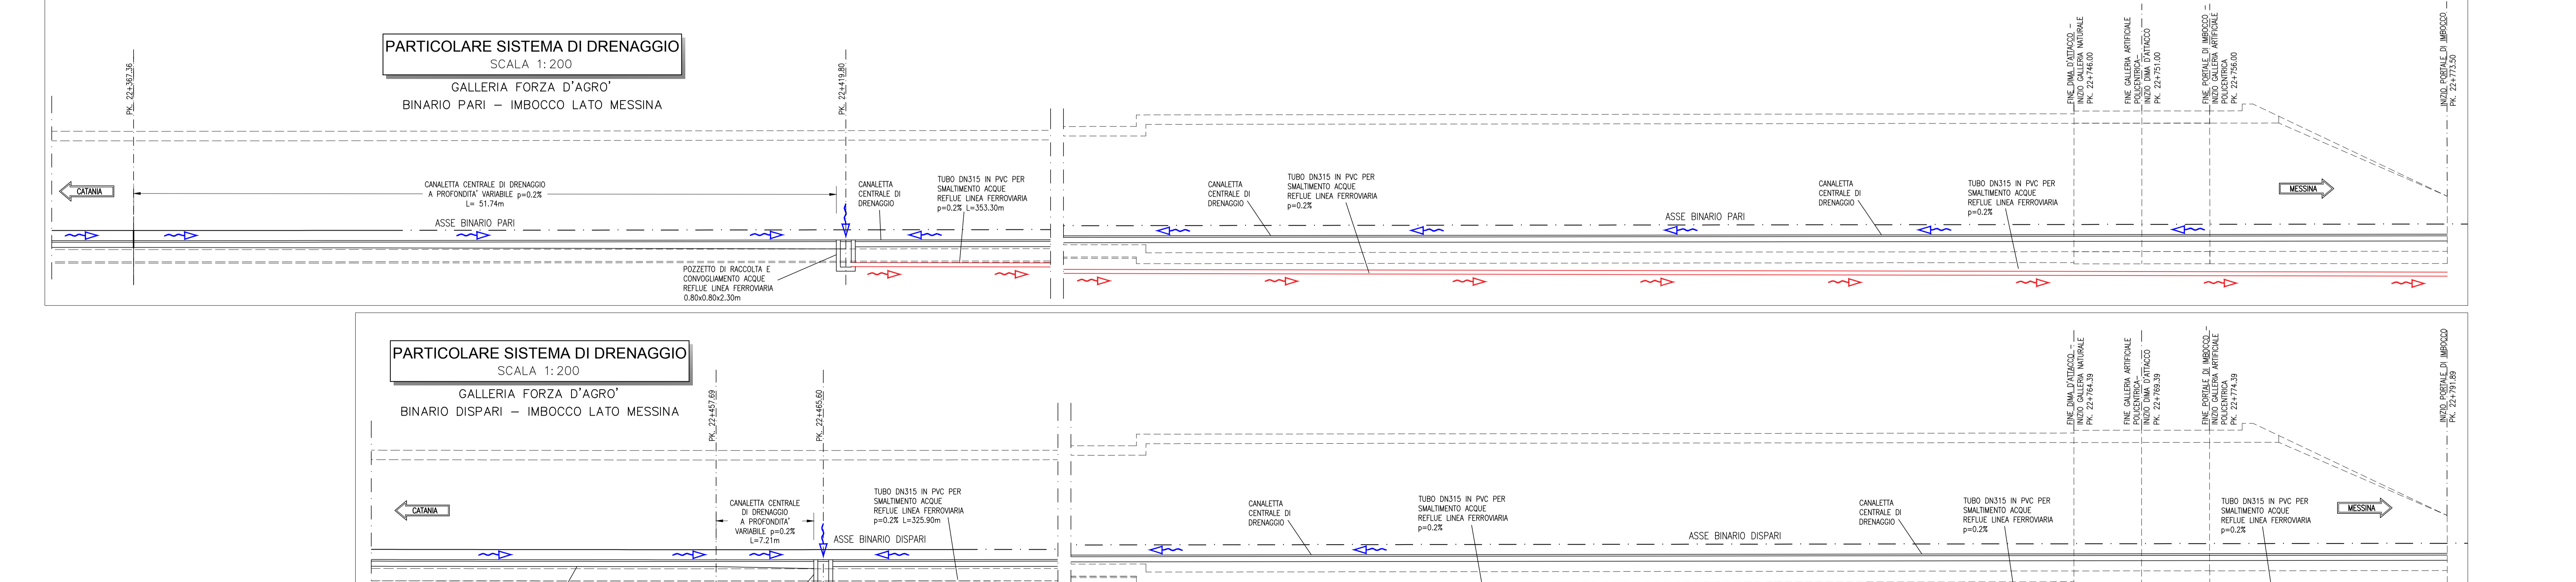 PARTICOLARE SISTEMA DI DRENAGGIO
SCALA 1:200
GALLERIA FORZA D'AGRO'
BINARIO PARI – IMBOCCO LATO MESSINA
PK. 22+367.36
PK. 22+419.80
FINE DIMA D'ATTACCO -
INIZIO GALLERIA NATURALE
PK. 22+746.00
FINE GALLERIA ARTIFICIALE
POLICENTRICA-
INIZIO DIMA D'ATTACCO
PK. 22+751.00
FINE PORTALE DI IMBOCCO -
INIZIO GALLERIA ARTIFICIALE
POLICENTRICA
PK. 22+756.00
INIZIO PORTALE DI IMBOCCO
PK. 22+773.50
CATANIA
CANALETTA CENTRALE DI DRENAGGIO
A PROFONDITA' VARIABILE p=0.2%
L= 51.74m
ASSE BINARIO PARI
CANALETTA
CENTRALE DI
DRENAGGIO
TUBO DN315 IN PVC PER
SMALTIMENTO ACQUE
REFLUE LINEA FERROVIARIA
p=0.2% L=353.30m
CANALETTA
CENTRALE DI
DRENAGGIO
TUBO DN315 IN PVC PER
SMALTIMENTO ACQUE
REFLUE LINEA FERROVIARIA
p=0.2%
ASSE BINARIO PARI
CANALETTA
CENTRALE DI
DRENAGGIO
TUBO DN315 IN PVC PER
SMALTIMENTO ACQUE
REFLUE LINEA FERROVIARIA
p=0.2%
MESSINA
POZZETTO DI RACCOLTA E
CONVOGLIAMENTO ACQUE
REFLUE LINEA FERROVIARIA
0.80x0.80x2.30m
PARTICOLARE SISTEMA DI DRENAGGIO
SCALA 1:200
GALLERIA FORZA D'AGRO'
BINARIO DISPARI – IMBOCCO LATO MESSINA
PK. 22+457.69
PK. 22+465.60
FINE DIMA D'ATTACCO -
INIZIO GALLERIA NATURALE
PK. 22+764.39
FINE GALLERIA ARTIFICIALE
POLICENTRICA-
INIZIO DIMA D'ATTACCO
PK. 22+769.39
FINE PORTALE DI IMBOCCO -
INIZIO GALLERIA ARTIFICIALE
POLICENTRICA
PK. 22+774.39
INIZIO PORTALE DI IMBOCCO
PK. 22+791.89
CATANIA
CANALETTA CENTRALE
DI DRENAGGIO
A PROFONDITA'
VARIABILE p=0.2%
L=7.21m
TUBO DN315 IN PVC PER
SMALTIMENTO ACQUE
REFLUE LINEA FERROVIARIA
p=0.2% L=325.90m
ASSE BINARIO DISPARI
CANALETTA
CENTRALE DI
DRENAGGIO
TUBO DN315 IN PVC PER
SMALTIMENTO ACQUE
REFLUE LINEA FERROVIARIA
p=0.2%
ASSE BINARIO DISPARI
CANALETTA
CENTRALE DI
DRENAGGIO
TUBO DN315 IN PVC PER
SMALTIMENTO ACQUE
REFLUE LINEA FERROVIARIA
p=0.2%
TUBO DN315 IN PVC PER
SMALTIMENTO ACQUE
REFLUE LINEA FERROVIARIA
p=0.2%
MESSINA